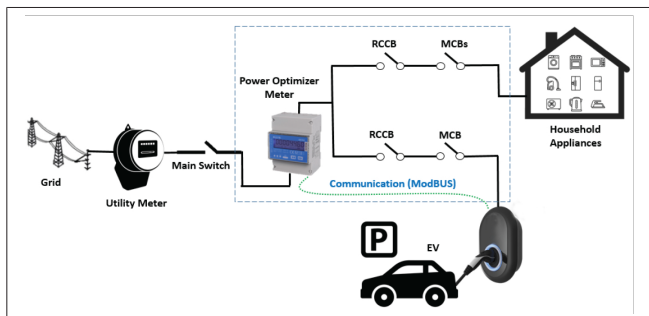 RCCB
MCBs
Power Optimizer
Meter
Household
Appliances
RCCB
MCB
Main Switch
Grid
Utility Meter
Communication (ModBUS)
P
EV